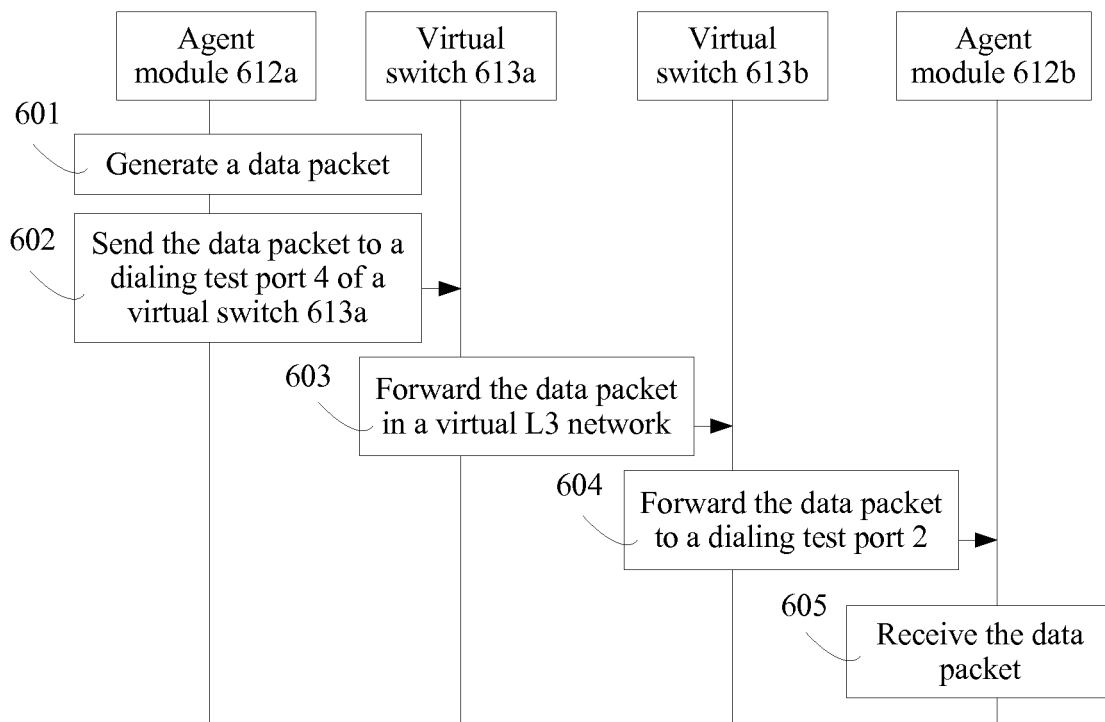 Agent
module 612a
Virtual
switch 613a
Virtual
switch 613b
Agent
module 612b
601
Generate a data packet
602
Send the data packet to a
dialing test port 4 of a
virtual switch 613a
603
Forward the data packet
in a virtual L3 network
604
Forward the data packet
to a dialing test port 2
605
Receive the data
packet